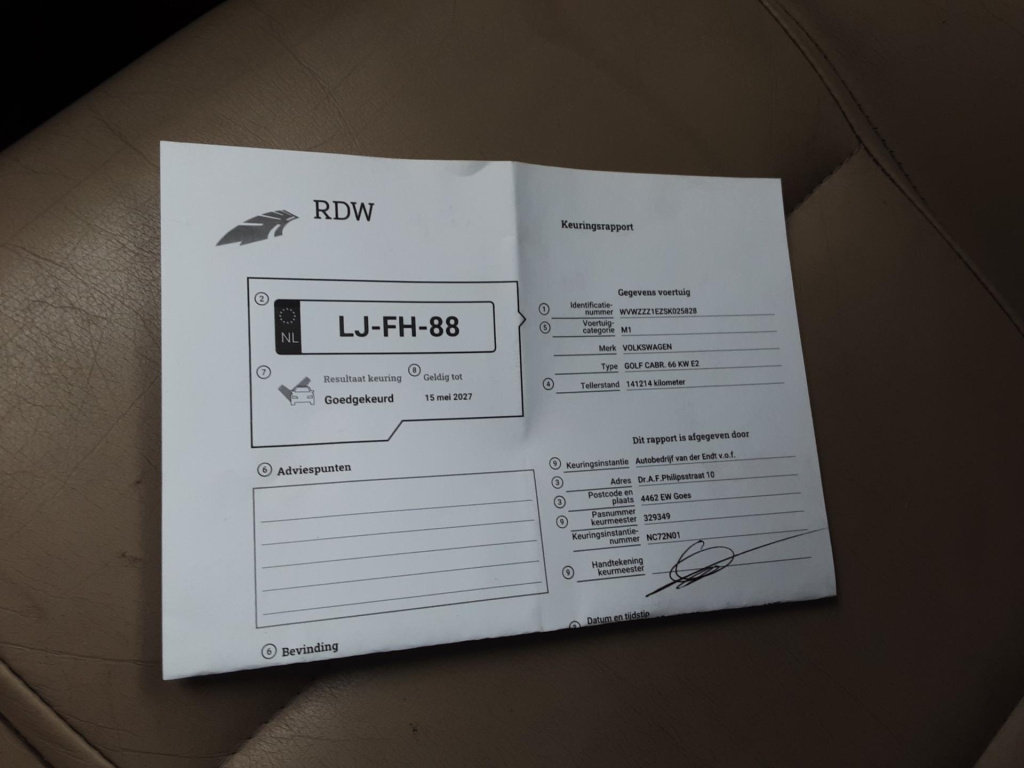 RDW
Keuringsrapport
2
NL
LJ-FH-88
7 Resultaat keuring
Goedgekeurd
8 Geldig tot
15 mei 2027
6 Adviespunten
6 Bevinding
Gegevens voertuig
1 Identificatie-
nummer WVWZZZ1EZSK025828
5 Voertuig-
categorie M1
Merk VOLKSWAGEN
Type GOLF CABR. 66 KW E2
4 Tellerstand 141214 kilometer
Dit rapport is afgegeven door
9 Keuringsinstantie Autobedrijf van der Endt v.o.f.
3 Adres Dr.A.F.Philipsstraat 10
3 Postcode en
plaats 4462 EW Goes
9 Pasnummer
keurmeester 329349
Keuringsinstantie-
nummer NC72N01
9 Handtekening
keurmeester
Datum en tijdstip